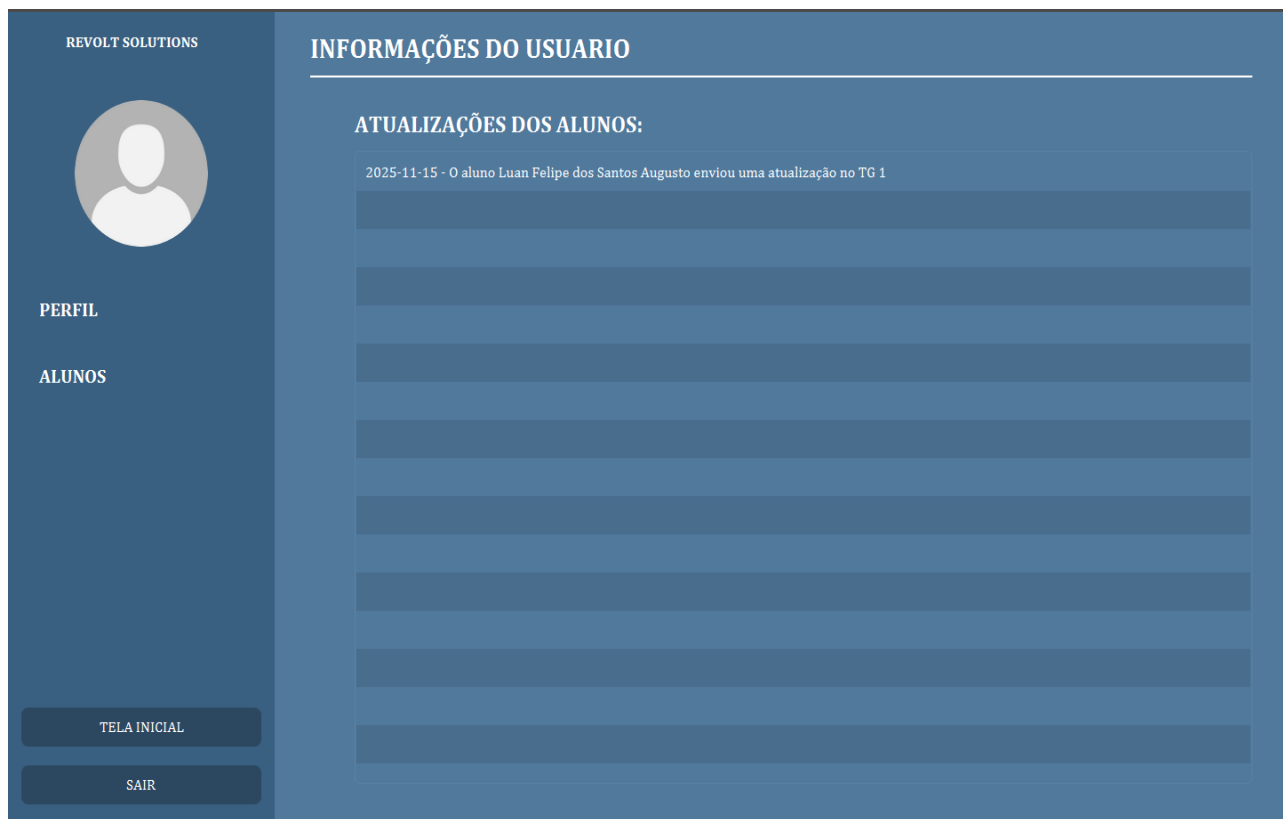 REVOLT SOLUTIONS
PERFIL
ALUNOS
TELA INICIAL
SAIR
INFORMAÇÕES DO USUARIO
ATUALIZAÇÕES DOS ALUNOS:
2025-11-15 - O aluno Luan Felipe dos Santos Augusto enviou uma atualização no TG 1